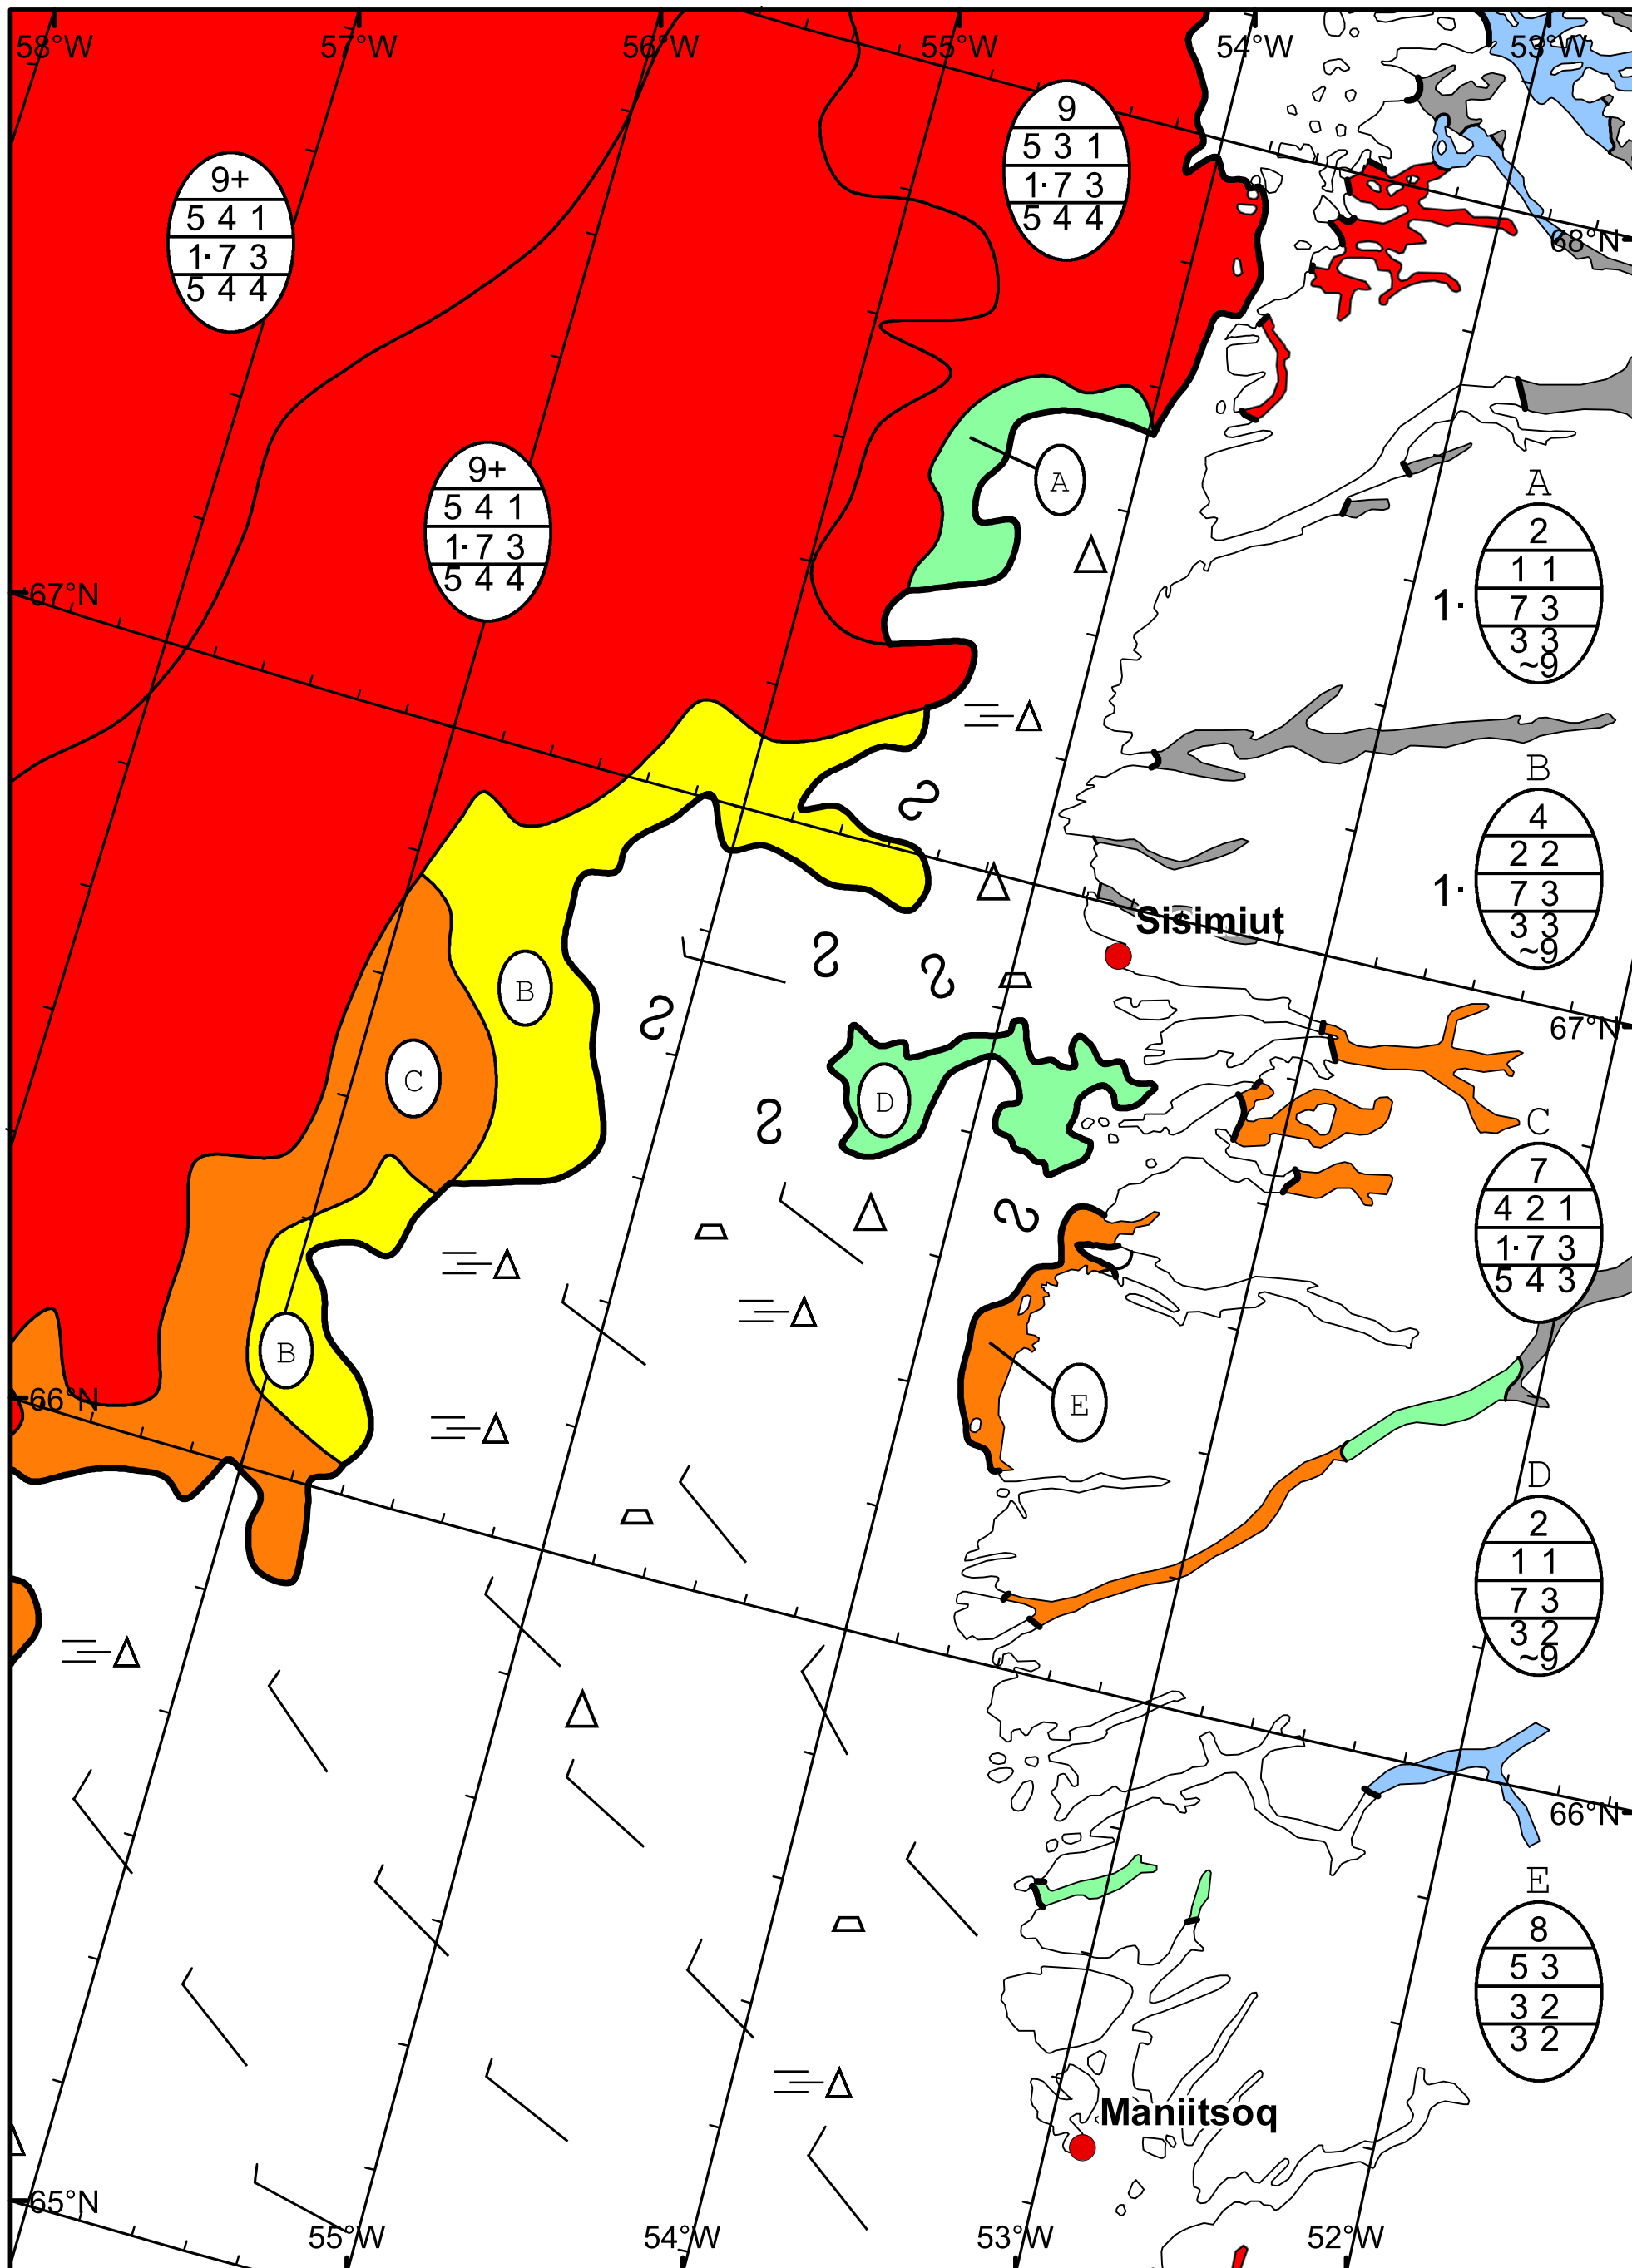 58°W 57°W 56°W 55°W 54°W 53°W
9
5 3 1
1·7 3
5 4 4
9+
5 4 1
1·7 3
5 4 4
68°N
9+
5 4 1
1·7 3
5 4 4
A
A
2
1 1
1· 7 3
3 3
~9
67°N
B
4
2 2
1· 7 3
3 3
~9
Sisimiut
B
67°N
C
D
C
7
4 2 1
1·7 3
5 4 3
B
E
66°N
D
2
1 1
7 3
3 2
~9
66°N
E
8
5 3
3 2
3 2
Maniitsoq
65°N
55°W 54°W 53°W 52°W